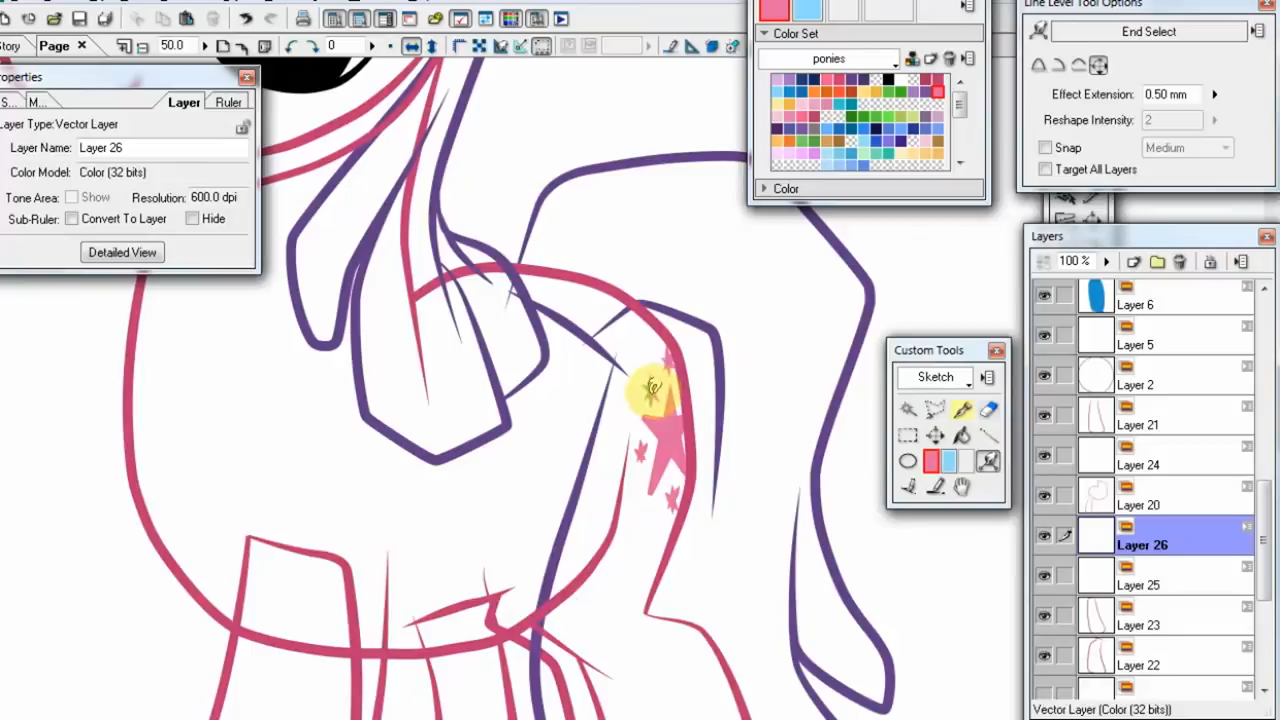 Line Level Tool Options
50.0
0
Story
Page
End Select
Color Set
ponies
Effect Extension: 0.50 mm
Reshape Intensity: 2
Snap
Medium
Target All Layers
Color
roperties
S...
M...
Layer
Ruler
Layer Type:Vector Layer
Layer Name: Layer 26
Color Model: Color (32 bits)
Tone Area: Show Resolution: 600.0 dpi
Sub-Ruler: Convert To Layer Hide
Detailed View
Layers
100 %
Layer 6
Layer 5
Layer 2
Layer 21
Layer 24
Layer 20
Layer 26
Layer 25
Layer 23
Layer 22
Vector Layer (Color (32 bits))
Custom Tools
Sketch